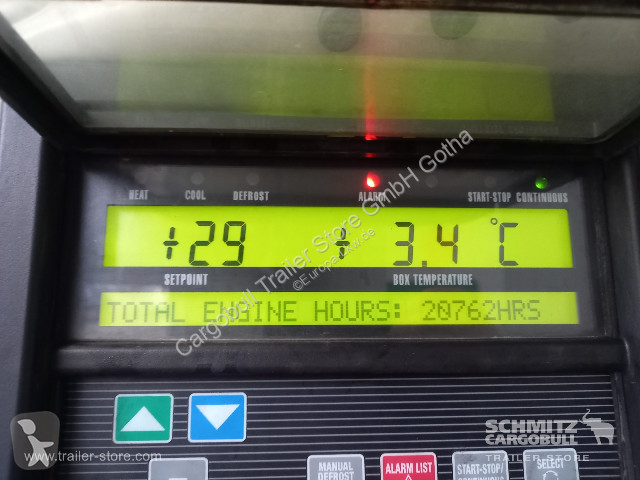 HEAT COOL DEFROST ALARM START-STOP CONTINUOUS
+29 + 3.4 °C
SETPOINT BOX TEMPERATURE
TOTAL ENGINE HOURS: 20762HRS
Cargobull Trailer Store GmbH Gotha
©Europe-tkw.de
MANUAL DEFROST
ALARM LIST
START-STOP/
CONTINUOUS
SELECT
SCHMITZ
CARGOBULL
TRAILER STORE
www.trailer-store.com